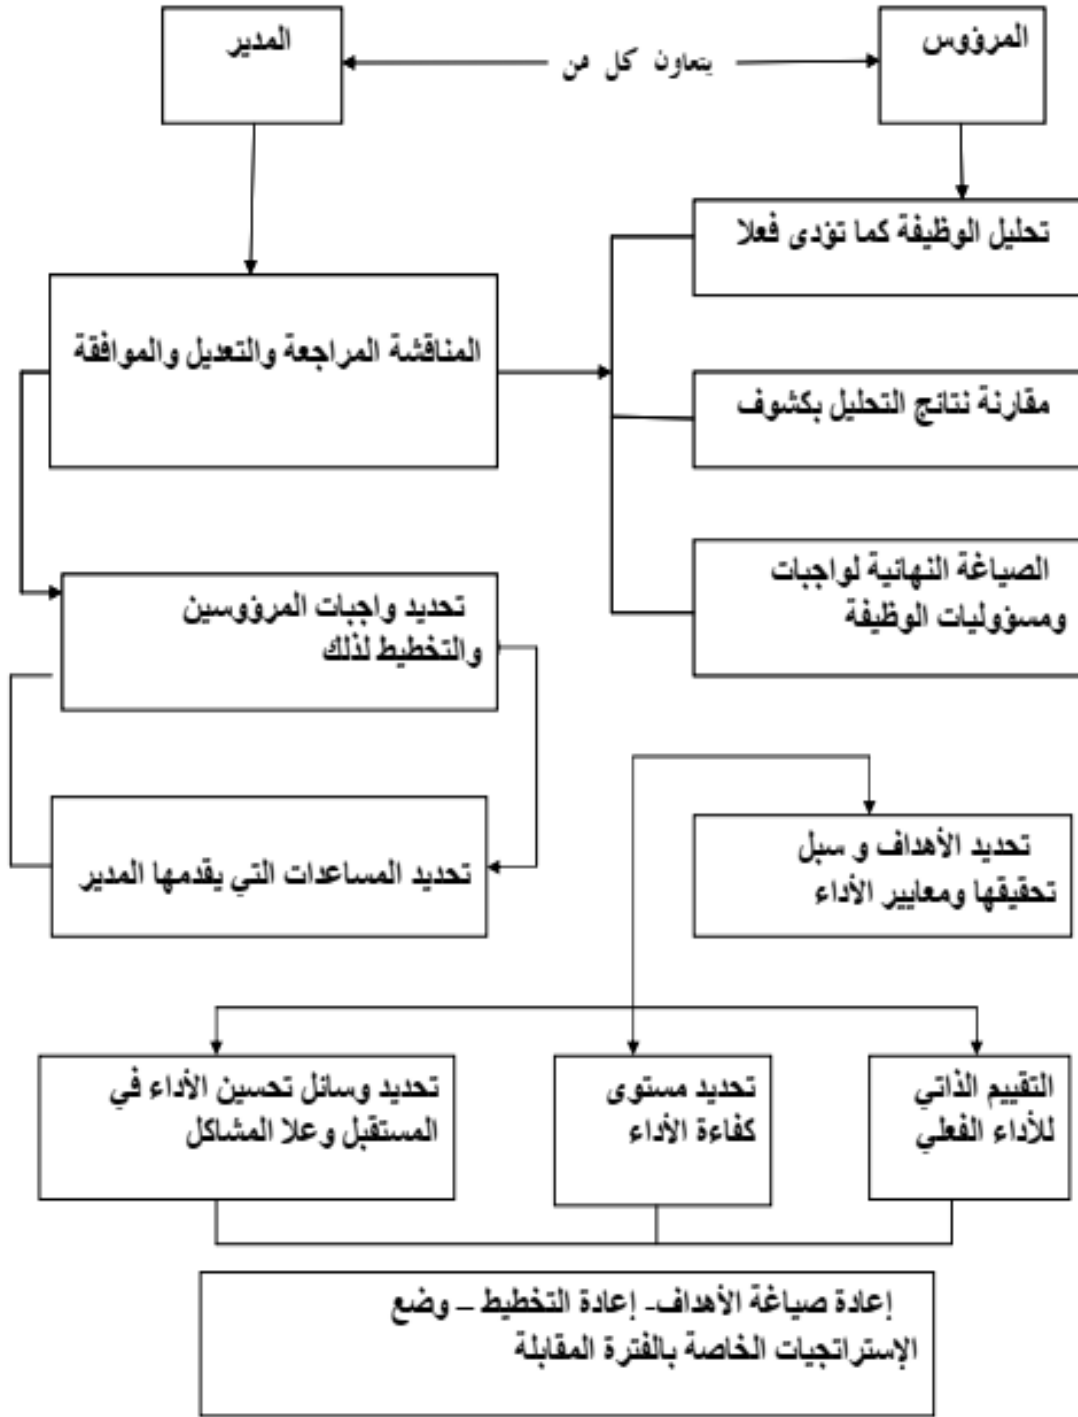 المرؤوس
يتعاون كل من
المدير
تحليل الوظيفة كما تؤدى فعلا
المناقشة المراجعة والتعديل والموافقة
مقارنة نتائج التحليل بكشوف
الصياغة النهائية لواجبات
ومسؤوليات الوظيفة
تحديد واجبات المرؤوسين
والتخطيط لذلك
تحديد الأهداف و سبل
تحقيقها ومعايير الأداء
تحديد المساعدات التي يقدمها المدير
التقييم الذاتي
للأداء الفعلي
تحديد مستوى
كفاءة الأداء
تحديد وسائل تحسين الأداء في
المستقبل وعلا المشاكل
إعادة صياغة الأهداف- إعادة التخطيط – وضع
الإستراتجيات الخاصة بالفترة المقابلة